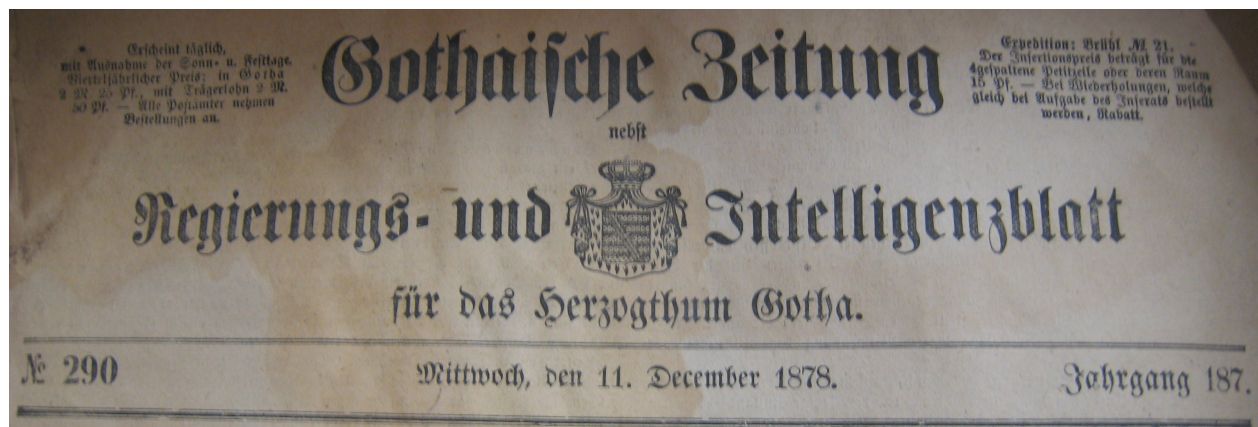 Erscheint täglich,
mit Ausnahme der Sonn- u. Festtage.
Vierteljährlicher Preis: in Gotha
2 M. 25 Pf., mit Trägerlohn 2 M.
50 Pf. — Alle Postämter nehmen
Bestellungen an.
Gothaische Zeitung
Expedition: Brühl № 21.
Der Insertionspreis beträgt für die
4gespaltene Petitzeile oder deren Raum
15 Pf. — Bei Wiederholungen, welche
gleich bei Aufgabe des Inserats bestellt
werden, Rabatt.
nebst
Regierungs- und Intelligenzblatt
für das Herzogthum Gotha.
№ 290
Mittwoch, den 11. December 1878.
Jahrgang 187.